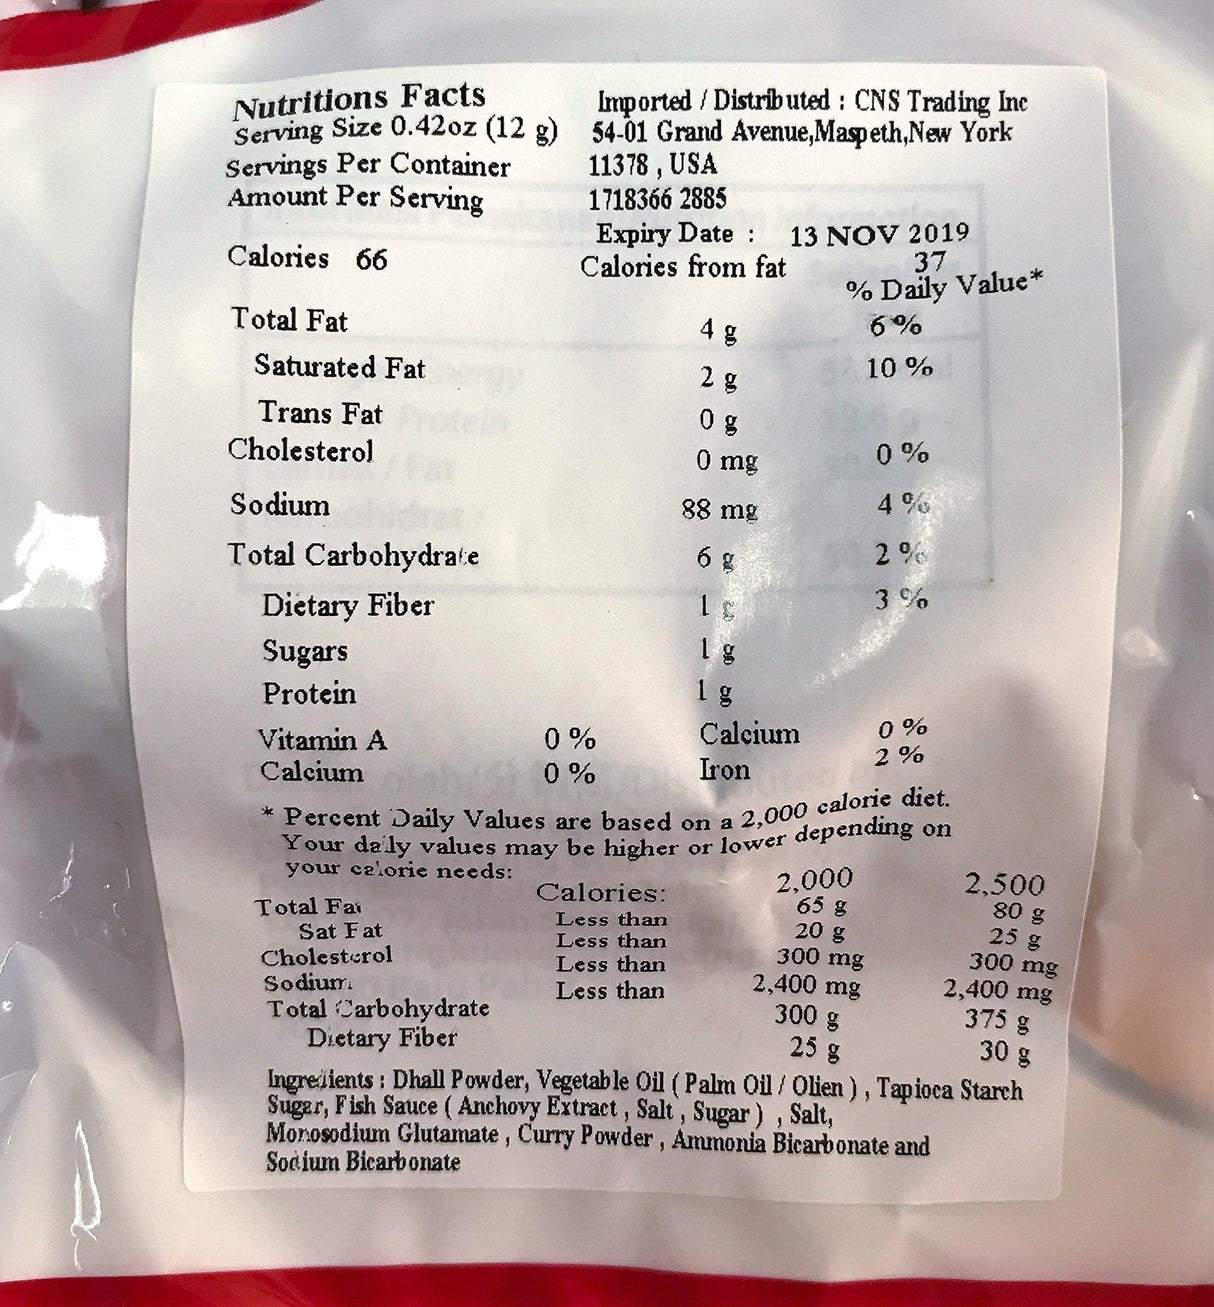 Nutritions Facts
Serving Size 0.42oz (12 g)
Servings Per Container
Amount Per Serving
Imported / Distributed : CNS Trading Inc
54-01 Grand Avenue,Maspeth,New York
11378 , USA
1718366 2885
Expiry Date : 13 NOV 2019
Calories 66 Calories from fat 37
% Daily Value*
Total Fat 4 g 6 %
Saturated Fat 2 g 10 %
Trans Fat 0 g
Cholesterol 0 mg 0 %
Sodium 88 mg 4 %
Total Carbohydrate 6 g 2 %
Dietary Fiber 1 g 3 %
Sugars 1 g
Protein 1 g
Vitamin A 0 % Calcium 0 %
Calcium 0 % Iron 2 %
* Percent Daily Values are based on a 2,000 calorie diet.
Your daily values may be higher or lower depending on
your calorie needs:
Calories: 2,000 2,500
Total Fat Less than 65 g 80 g
Sat Fat Less than 20 g 25 g
Cholesterol Less than 300 mg 300 mg
Sodium Less than 2,400 mg 2,400 mg
Total Carbohydrate 300 g 375 g
Dietary Fiber 25 g 30 g
Ingredients : Dhall Powder, Vegetable Oil ( Palm Oil / Olien ) , Tapioca Starch
Sugar, Fish Sauce ( Anchovy Extract , Salt , Sugar ) , Salt,
Monosodium Glutamate , Curry Powder , Ammonia Bicarbonate and
Sodium Bicarbonate